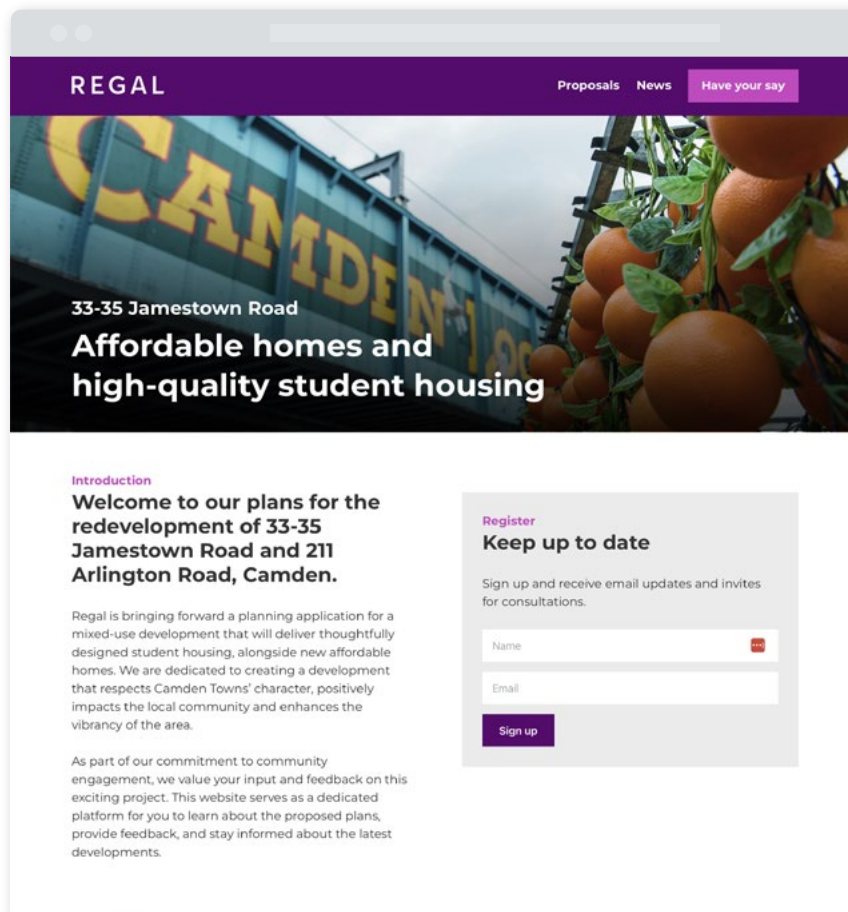 REGAL
Proposals News Have your say
CAMDEN LOC
33-35 Jamestown Road
Affordable homes and
high-quality student housing
Introduction
Welcome to our plans for the
redevelopment of 33-35
Jamestown Road and 211
Arlington Road, Camden.
Regal is bringing forward a planning application for a
mixed-use development that will deliver thoughtfully
designed student housing, alongside new affordable
homes. We are dedicated to creating a development
that respects Camden Towns' character, positively
impacts the local community and enhances the
vibrancy of the area.
As part of our commitment to community
engagement, we value your input and feedback on this
exciting project. This website serves as a dedicated
platform for you to learn about the proposed plans,
provide feedback, and stay informed about the latest
developments.
Register
Keep up to date
Sign up and receive email updates and invites
for consultations.
Name
Email
Sign up